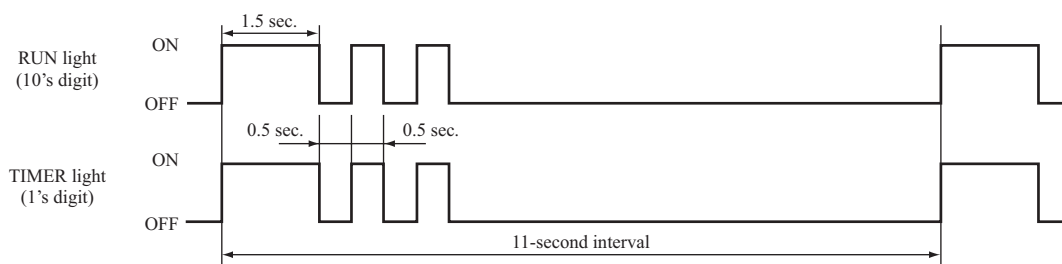 1.5 sec.
RUN light
(10’s digit)
ON
OFF
0.5 sec.
0.5 sec.
TIMER light
(1’s digit)
ON
OFF
11-second interval